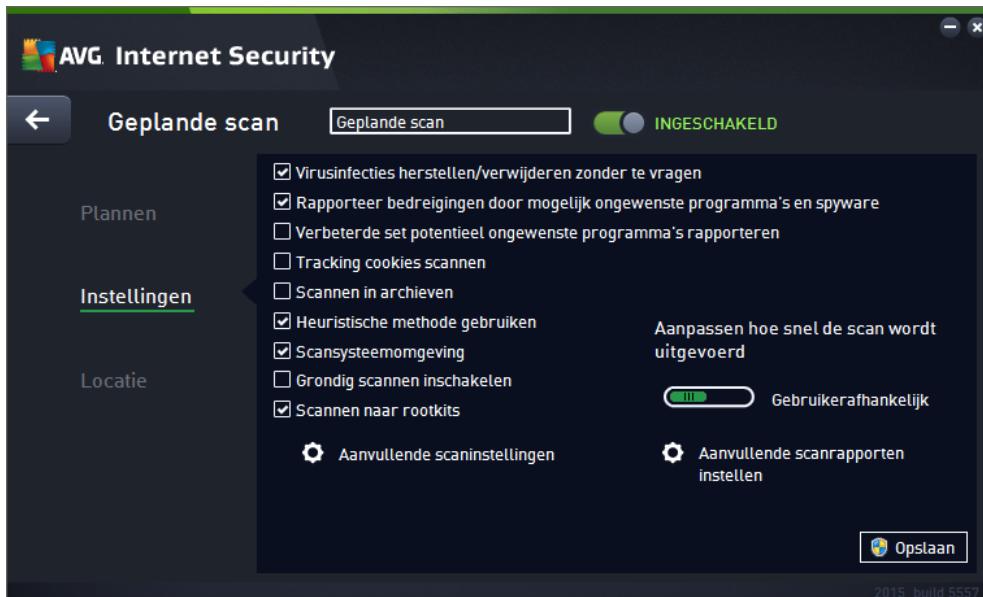 AVG. Internet Security
Geplande scan
Geplande scan
INGESCHAKELD
Plannen
Instellingen
Locatie
Virusinfecties herstellen/verwijderen zonder te vragen
Rapporteer bedreigingen door mogelijk ongewenste programma's en spyware
Verbeterde set potentieel ongewenste programma's rapporteren
Tracking cookies scannen
Scannen in archieven
Heuristische methode gebruiken
Scansysteemomgeving
Grondig scannen inschakelen
Scannen naar rootkits
Aanvullende scaninstellingen
Aanpassen hoe snel de scan wordt
uitgevoerd
Gebruikerafhankelijk
Aanvullende scanrapporten
instellen
Opslaan
2015, build 5557